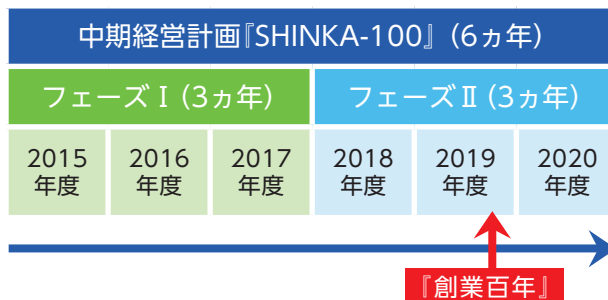 中期経営計画『SHINKA-100』(6ヵ年)
フェーズⅠ(3ヵ年)
フェーズⅡ(3ヵ年)
2015
年度
2016
年度
2017
年度
2018
年度
2019
年度
2020
年度
『創業百年』